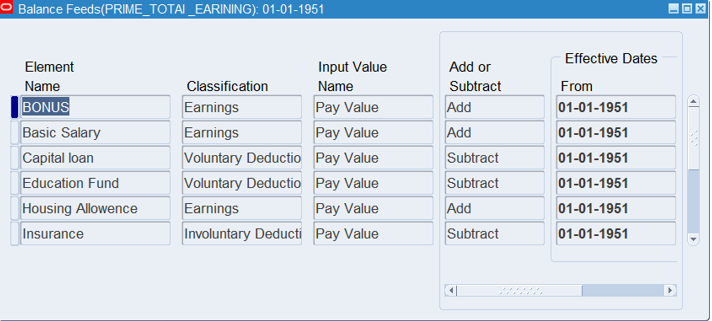 Balance Feeds(PRIME_TOTAl _EARINING): 01-01-1951
Effective Dates
Element Input Value Add or
Name Classification Name Subtract From
BONUS Earnings Pay Value Add 01-01-1951
Basic Salary Earnings Pay Value Add 01-01-1951
Capital loan Voluntary Deductio Pay Value Subtract 01-01-1951
Education Fund Voluntary Deductio Pay Value Subtract 01-01-1951
Housing Allowence Earnings Pay Value Add 01-01-1951
Insurance Involuntary Deducti Pay Value Subtract 01-01-1951